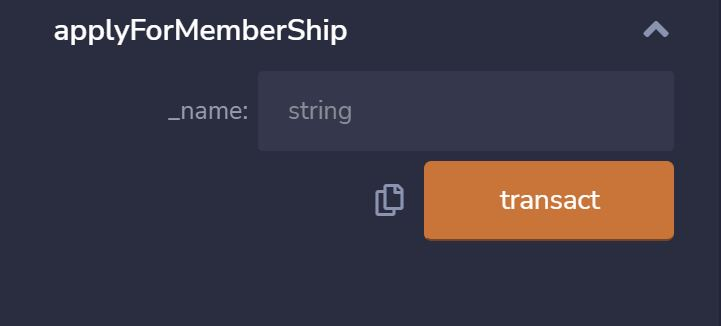 applyForMemberShip
_name: string
transact